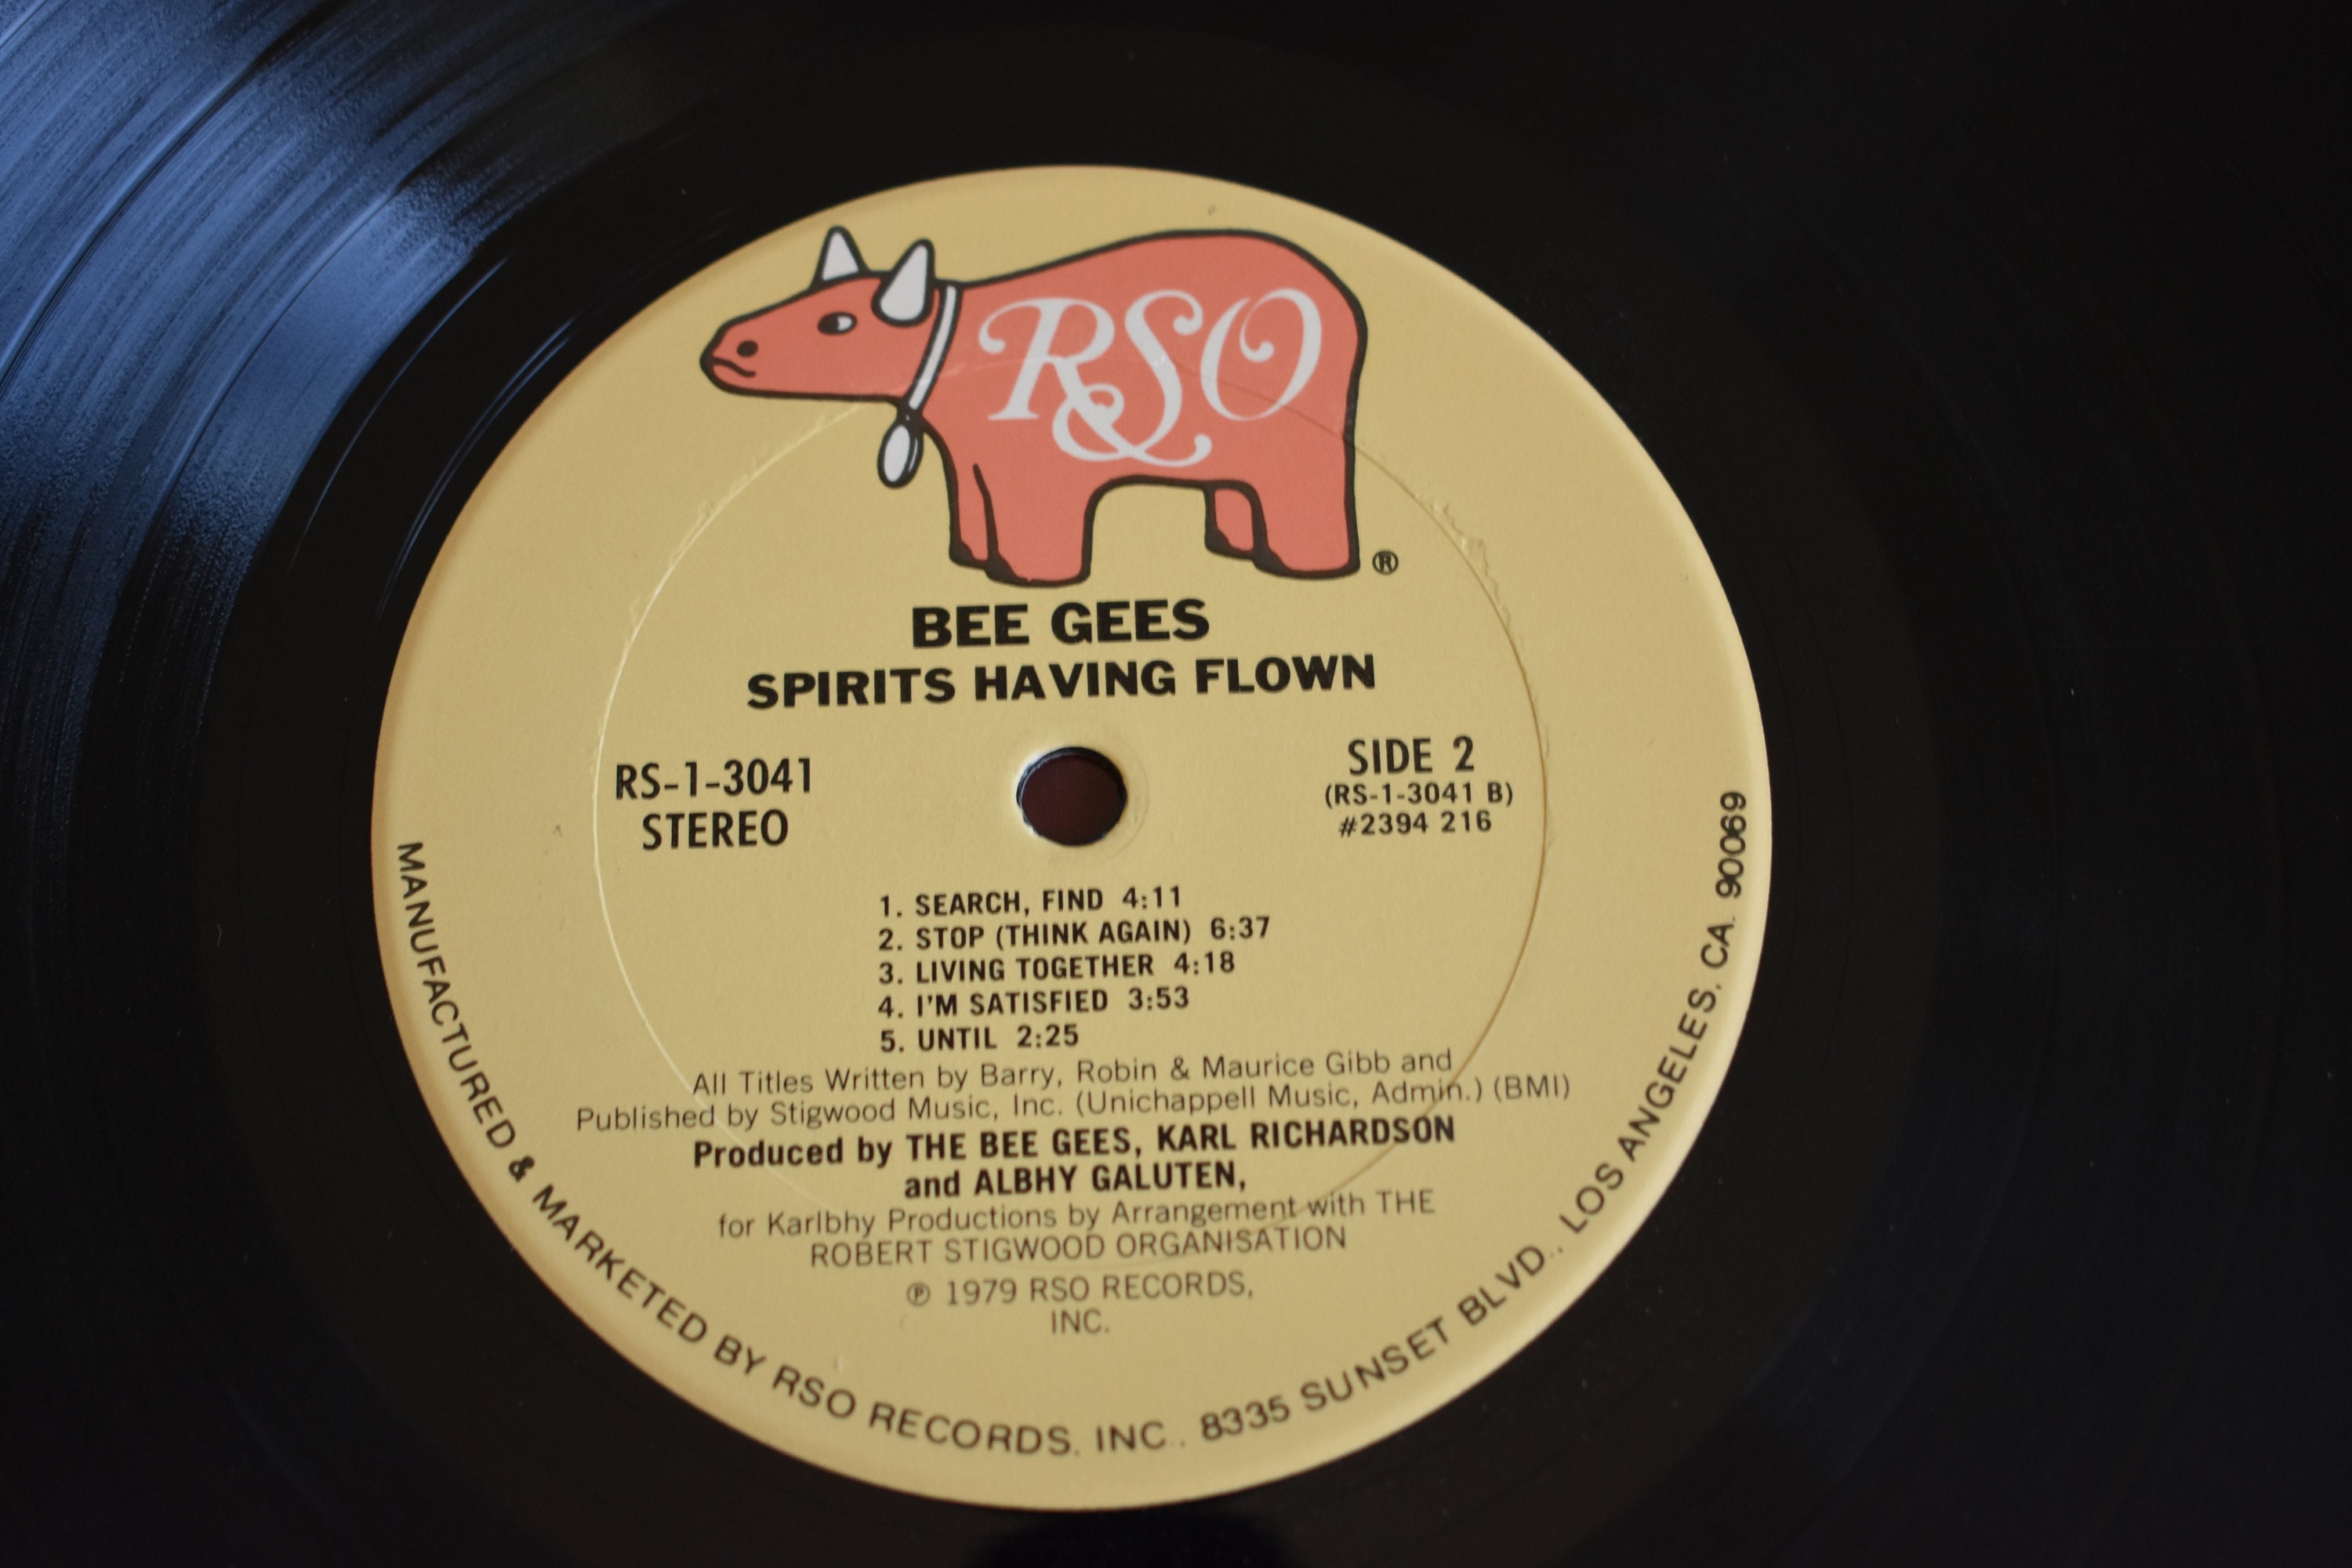 RSO
®
BEE GEES
SPIRITS HAVING FLOWN
RS-1-3041
STEREO
SIDE 2
(RS-1-3041 B)
#2394 216
1. SEARCH, FIND 4:11
2. STOP (THINK AGAIN) 6:37
3. LIVING TOGETHER 4:18
4. I'M SATISFIED 3:53
5. UNTIL 2:25
All Titles Written by Barry, Robin & Maurice Gibb and
Published by Stigwood Music, Inc. (Unichappell Music, Admin.) (BMI)
Produced by THE BEE GEES, KARL RICHARDSON
and ALBHY GALUTEN,
for Karlbhy Productions by Arrangement with THE
ROBERT STIGWOOD ORGANISATION
℗ 1979 RSO RECORDS,
INC.
MANUFACTURED & MARKETED BY RSO RECORDS, INC., 8335 SUNSET BLVD., LOS ANGELES, CA. 90069